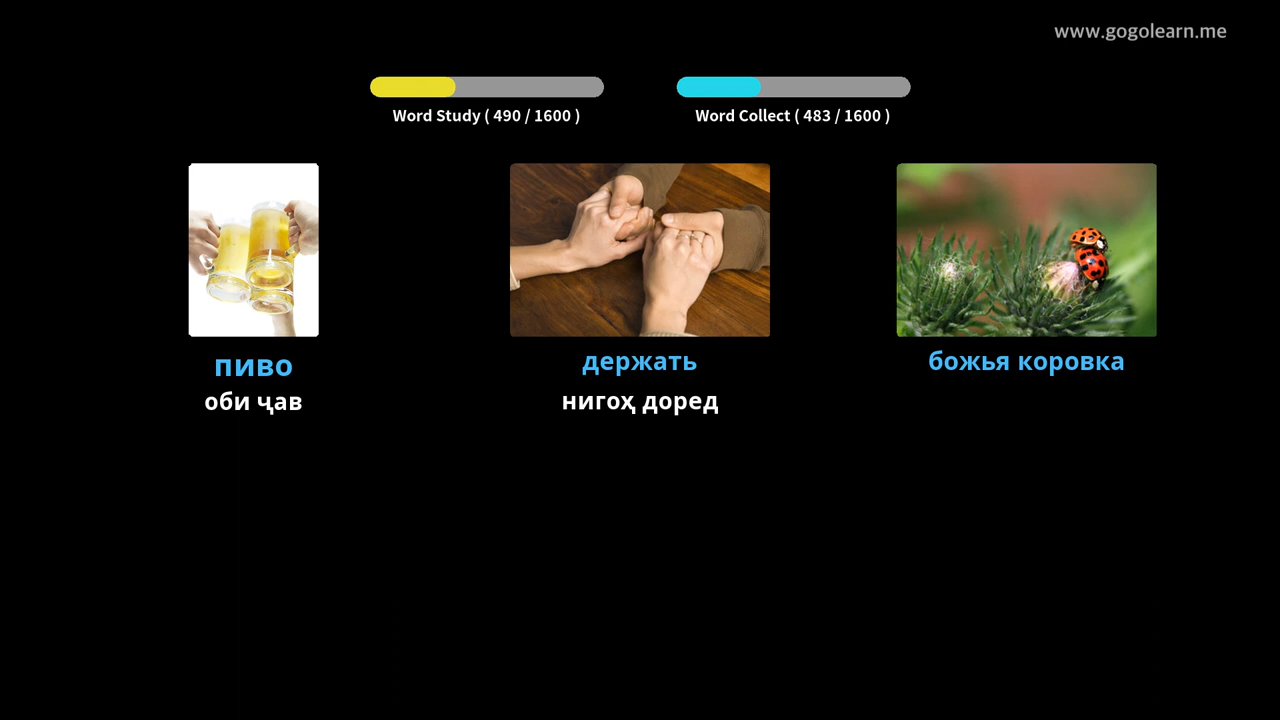 www.gogolearn.me
Word Study ( 490 / 1600 )
Word Collect ( 483 / 1600 )
пиво
держать
божья коровка
оби ҷав
нигоҳ доред